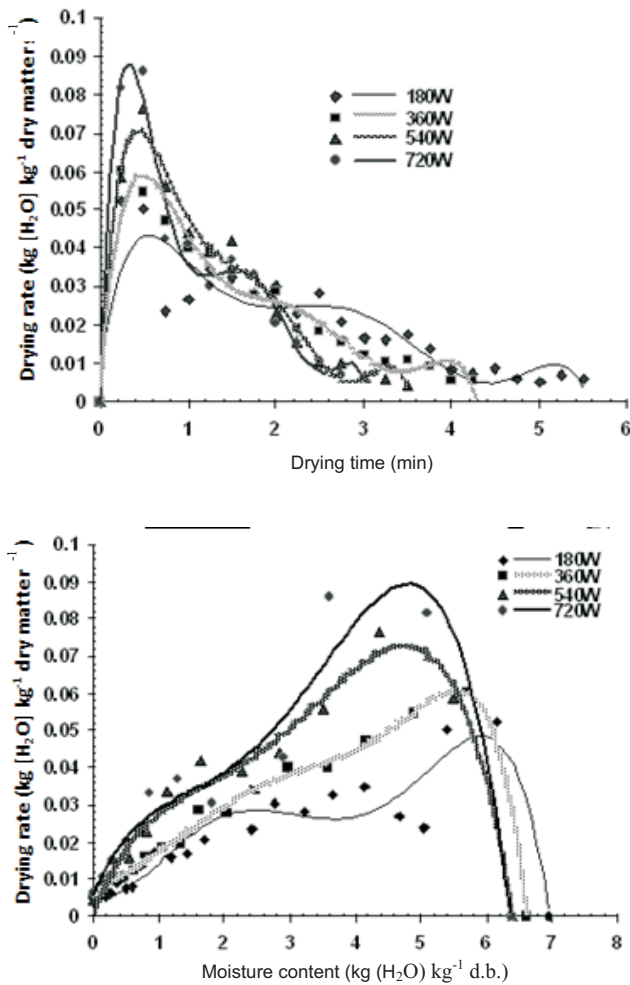 Drying rate (kg [H₂O] kg⁻¹ dry matter s⁻¹)
0.1
0.09
0.08
0.07
0.06
0.05
0.04
0.03
0.02
0.01
0
180W
360W
540W
720W
0 1 2 3 4 5 6
Drying time (min)
Drying rate (kg [H₂O] kg⁻¹ dry matter ⁻¹)
0.1
0.09
0.08
0.07
0.06
0.05
0.04
0.03
0.02
0.01
0
180W
360W
540W
720W
0 1 2 3 4 5 6 7 8
Moisture content (kg (H₂O) kg⁻¹ d.b.)